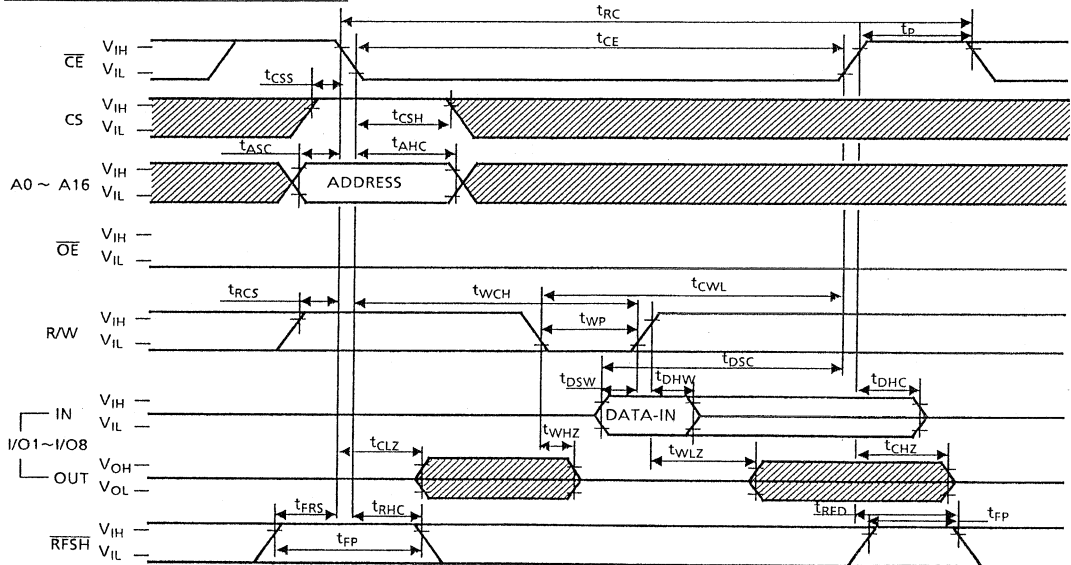 tRC
tP
tCE
CE VIH
VIL
tCSS
CS VIH
VIL
tCSH
tASC tAHC
A0 ~ A16 VIH
VIL
ADDRESS
OE VIH
VIL
tRCS tWCH tCWL
R/W VIH
VIL
tWP
tDSC
tDSW tDHW tDHC
IN VIH
VIL
DATA-IN
I/O1~I/O8
tWHZ
tCLZ tWLZ tCHZ
OUT VOH
VOL
tFRS tRHC tRFD tFP
RFSH VIH
VIL
tFP